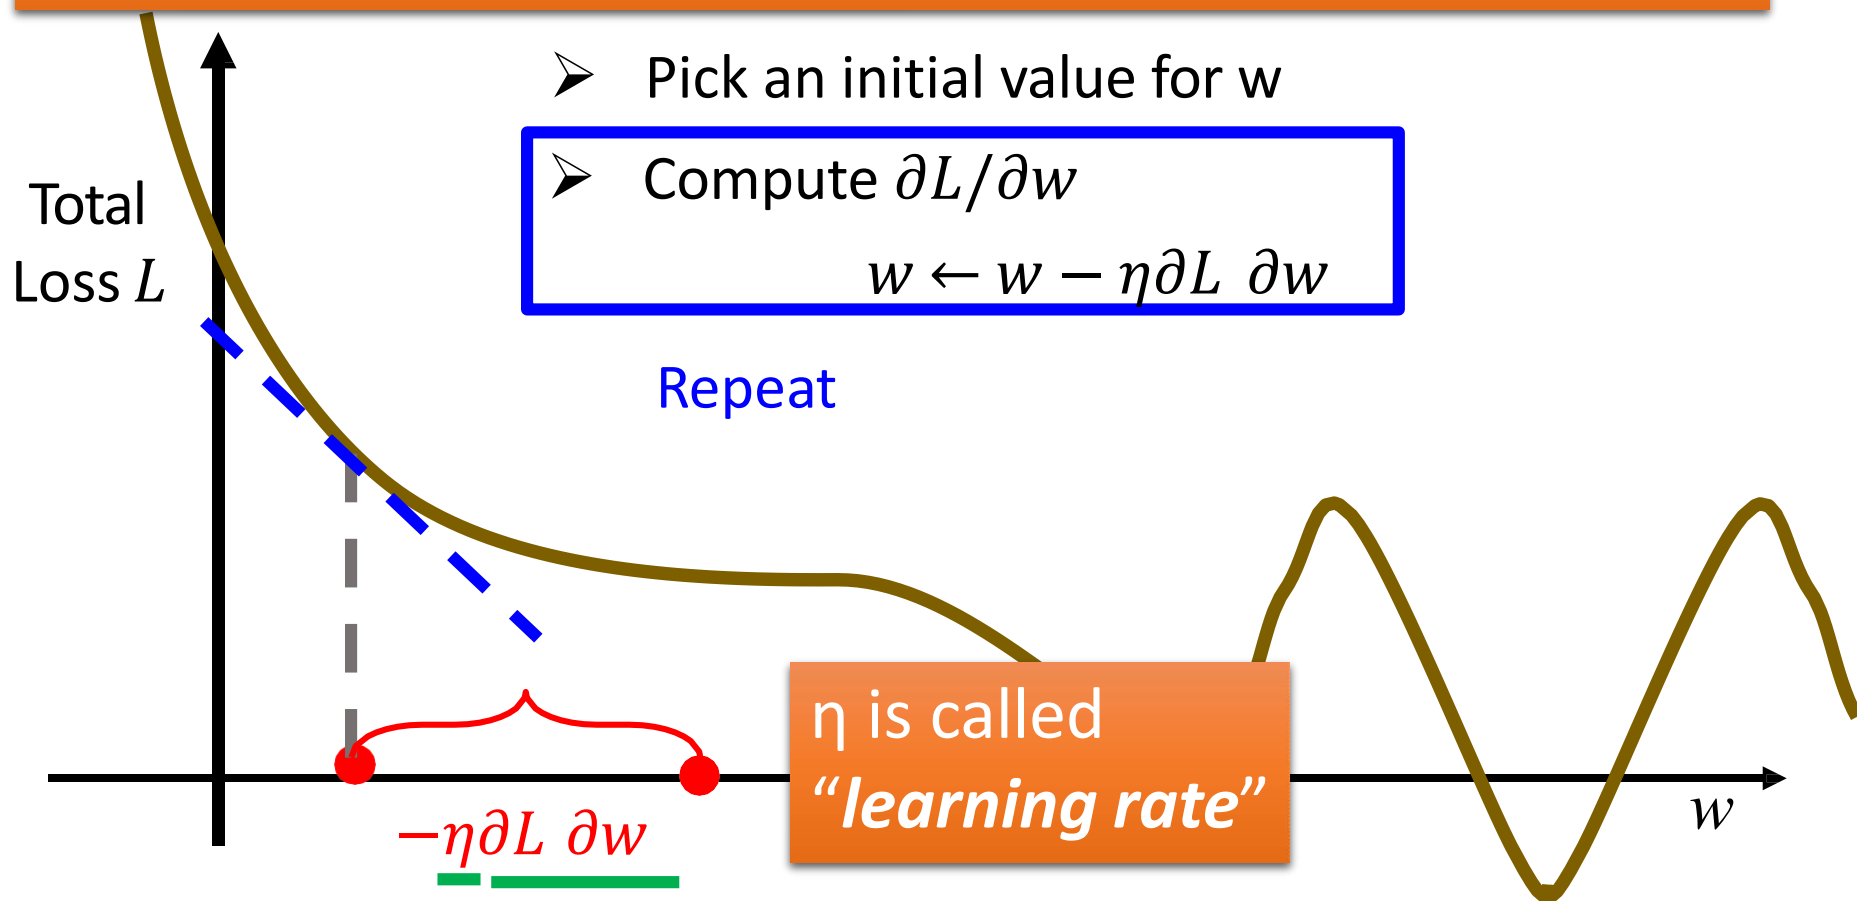 ➢ Pick an initial value for w
➢ Compute ∂L/∂w
w ← w − η∂L ∂w
Total
Loss L
Repeat
η is called
“learning rate”
w
−η∂L ∂w